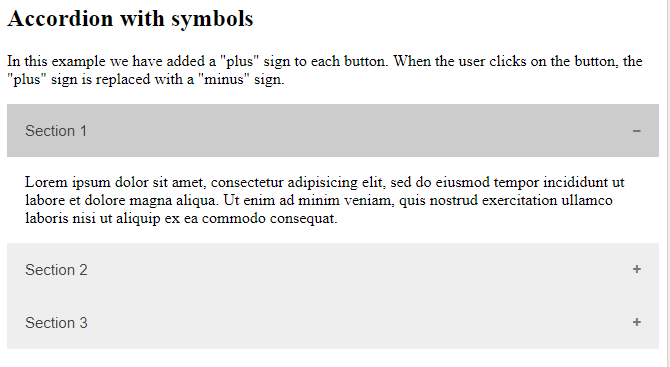 Accordion with symbols
In this example we have added a "plus" sign to each button. When the user clicks on the button, the
"plus" sign is replaced with a "minus" sign.
Section 1 −
Lorem ipsum dolor sit amet, consectetur adipisicing elit, sed do eiusmod tempor incididunt ut
labore et dolore magna aliqua. Ut enim ad minim veniam, quis nostrud exercitation ullamco
laboris nisi ut aliquip ex ea commodo consequat.
Section 2 +
Section 3 +